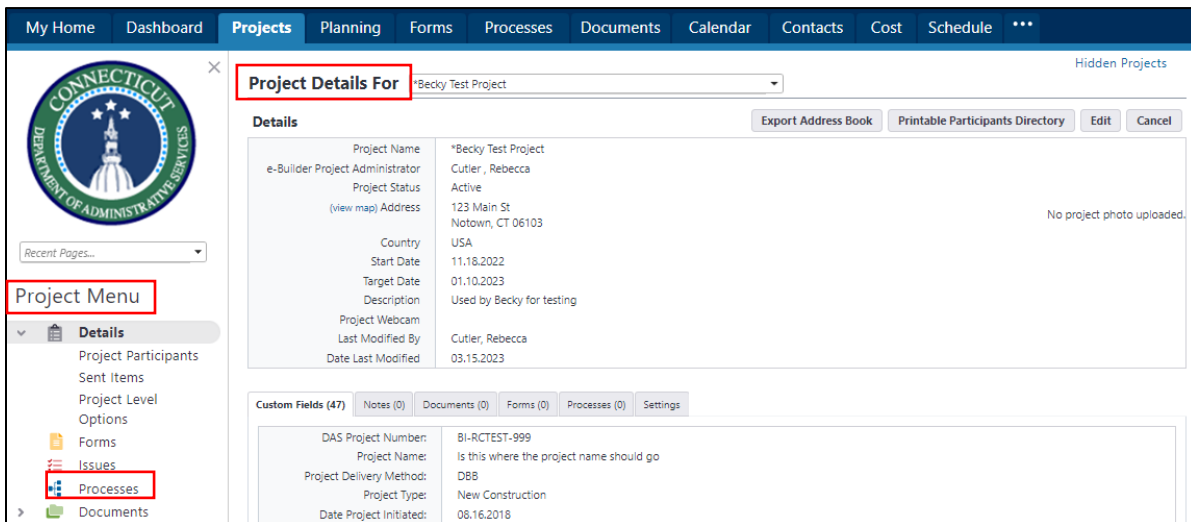 My Home Dashboard Projects Planning Forms Processes Documents Calendar Contacts Cost Schedule •••
Hidden Projects
CONNECTICUT
DEPARTMENT OF ADMINISTRATIVE SERVICES
Project Details For *Becky Test Project
Details Export Address Book Printable Participants Directory Edit Cancel
Project Name *Becky Test Project
e-Builder Project Administrator Cutler , Rebecca
Project Status Active
(view map) Address 123 Main St
Notown, CT 06103
No project photo uploaded.
Country USA
Start Date 11.18.2022
Target Date 01.10.2023
Description Used by Becky for testing
Project Webcam
Last Modified By Cutler, Rebecca
Date Last Modified 03.15.2023
Recent Pages...
Project Menu
Details
Project Participants
Sent Items
Project Level
Options
Forms
Issues
Processes
Documents
Custom Fields (47) Notes (0) Documents (0) Forms (0) Processes (0) Settings
DAS Project Number: BI-RCTEST-999
Project Name: Is this where the project name should go
Project Delivery Method: DBB
Project Type: New Construction
Date Project Initiated: 08.16.2018